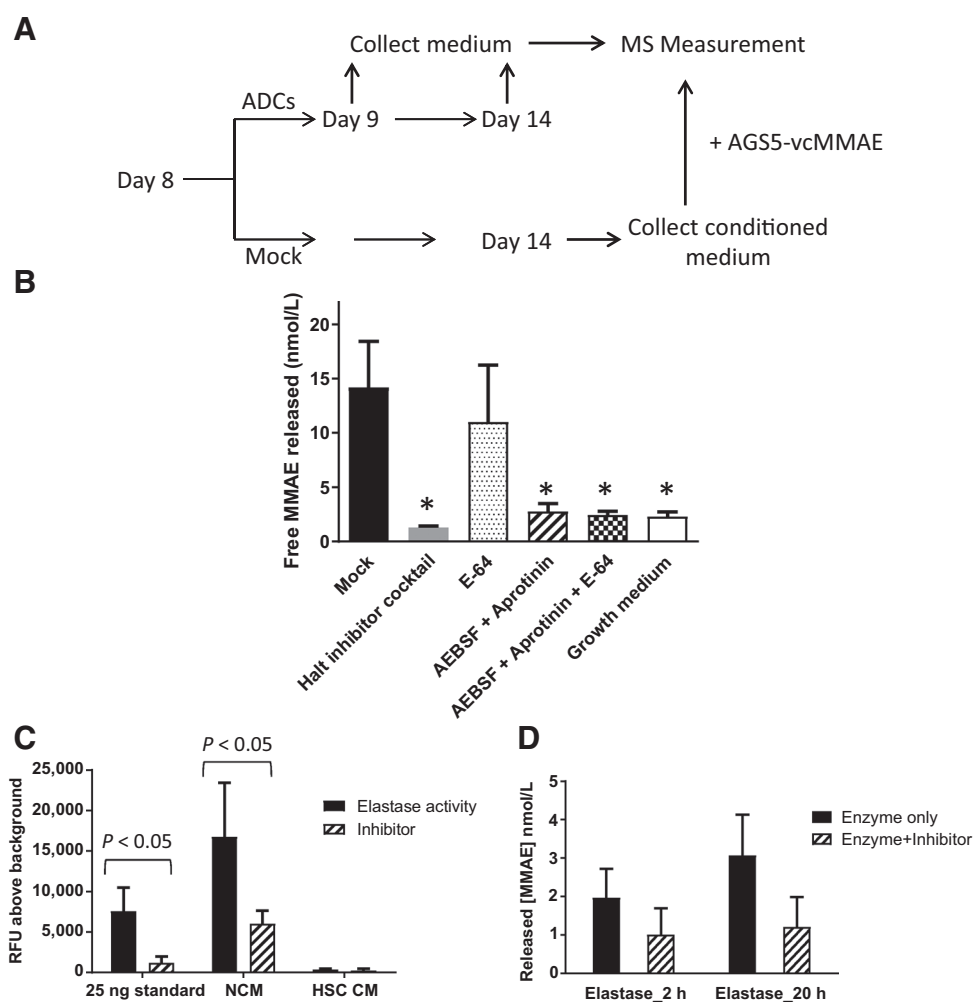 A
Collect medium
MS Measurement
ADCs
Day 9
Day 14
+ AGS5-vcMMAE
Day 8
Mock
Day 14
Collect conditioned
medium
B
Free MMAE released (nmol/L)
20
15
10
5
0
*
*
*
*
Mock
Halt inhibitor cocktail
E-64
AEBSF + Aprotinin
AEBSF + Aprotinin + E-64
Growth medium
C
P < 0.05
P < 0.05
RFU above background
25,000
20,000
15,000
10,000
5,000
0
Elastase activity
Inhibitor
25 ng standard
NCM
HSC CM
D
Released [MMAE] nmol/L
5
4
3
2
1
0
Enzyme only
Enzyme+Inhibitor
Elastase_2 h
Elastase_20 h